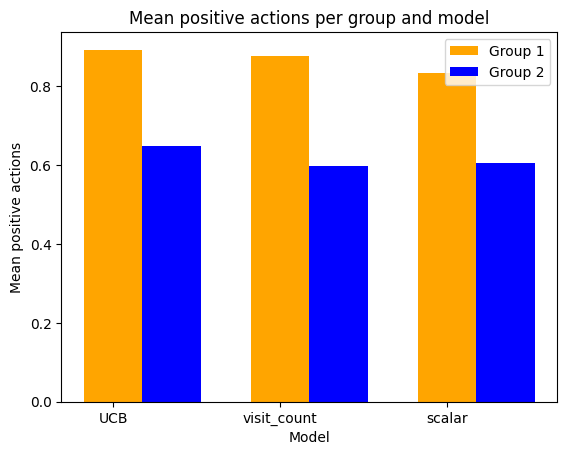 Mean positive actions per group and model
Group 1
Group 2
Mean positive actions
0.8
0.6
0.4
0.2
0.0
UCB visit_count scalar
Model